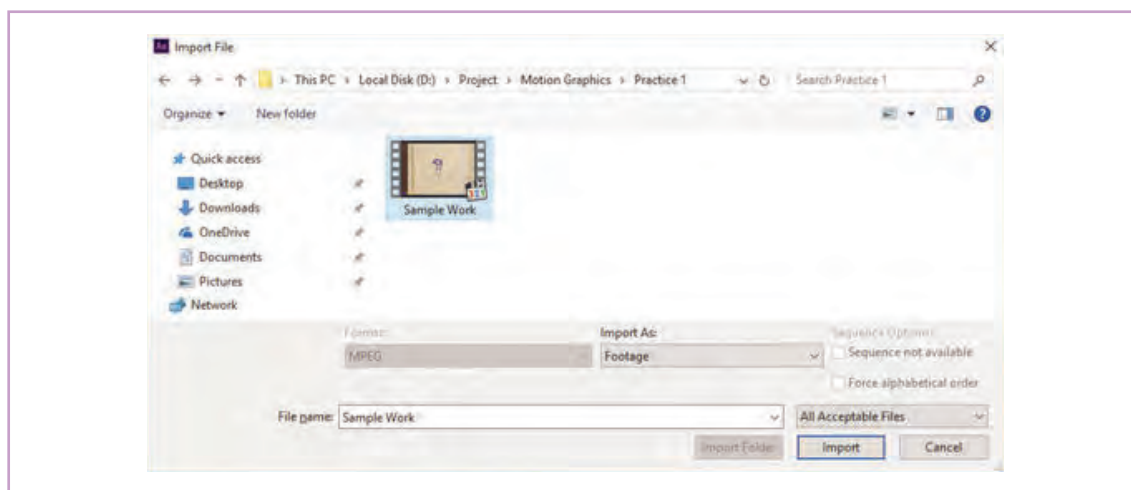 Ae Import File
This PC › Local Disk (D:) › Project › Motion Graphics › Practice 1 Search Practice 1
Organize New folder
Quick access
Desktop
Downloads
OneDrive
Documents
Pictures
Network
Sample Work
Format: Import As: Sequence Options:
MPEG Footage Sequence not available
Force alphabetical order
File name: Sample Work All Acceptable Files
Import Folder Import Cancel